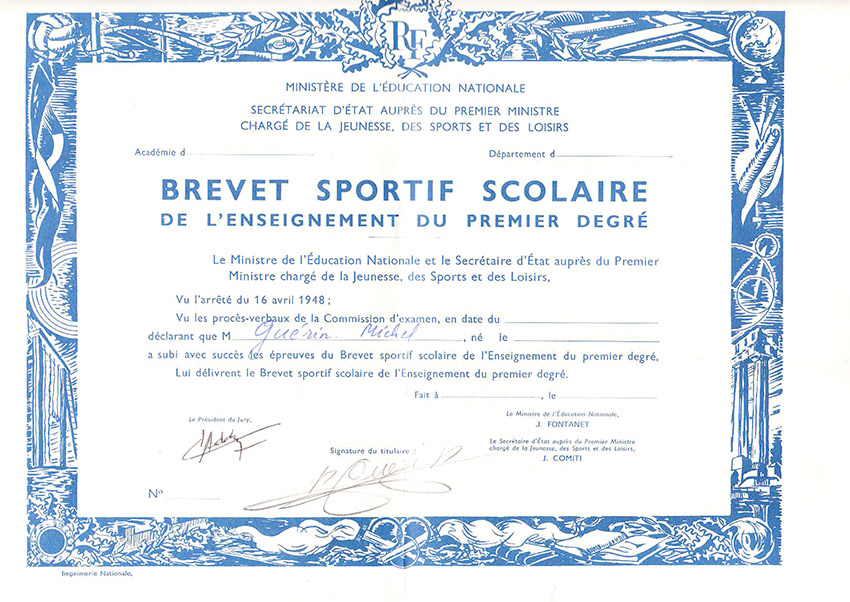 RF
MINISTÈRE DE L'ÉDUCATION NATIONALE
SECRÉTARIAT D'ÉTAT AUPRÈS DU PREMIER MINISTRE
CHARGÉ DE LA JEUNESSE, DES SPORTS ET DES LOISIRS
Académie d Département d
BREVET SPORTIF SCOLAIRE
DE L'ENSEIGNEMENT DU PREMIER DEGRÉ
Le Ministre de l'Éducation Nationale et le Secrétaire d'État auprès du Premier
Ministre chargé de la Jeunesse, des Sports et des Loisirs,
Vu l'arrêté du 16 avril 1948 ;
Vu les procès-verbaux de la Commission d'examen, en date du
déclarant que M Guérin Michel , né le
a subi avec succès les épreuves du Brevet sportif scolaire de l'Enseignement du premier degré,
Lui délivrent le Brevet sportif scolaire de l'Enseignement du premier degré.
Fait à , le
Le Président du Jury,
Signature du titulaire :
Le Ministre de l'Éducation Nationale,
J. FONTANET
Le Secrétaire d'État auprès du Premier Ministre
chargé de la Jeunesse, des Sports et des Loisirs,
J. COMITI
N°
Imprimerie Nationale.